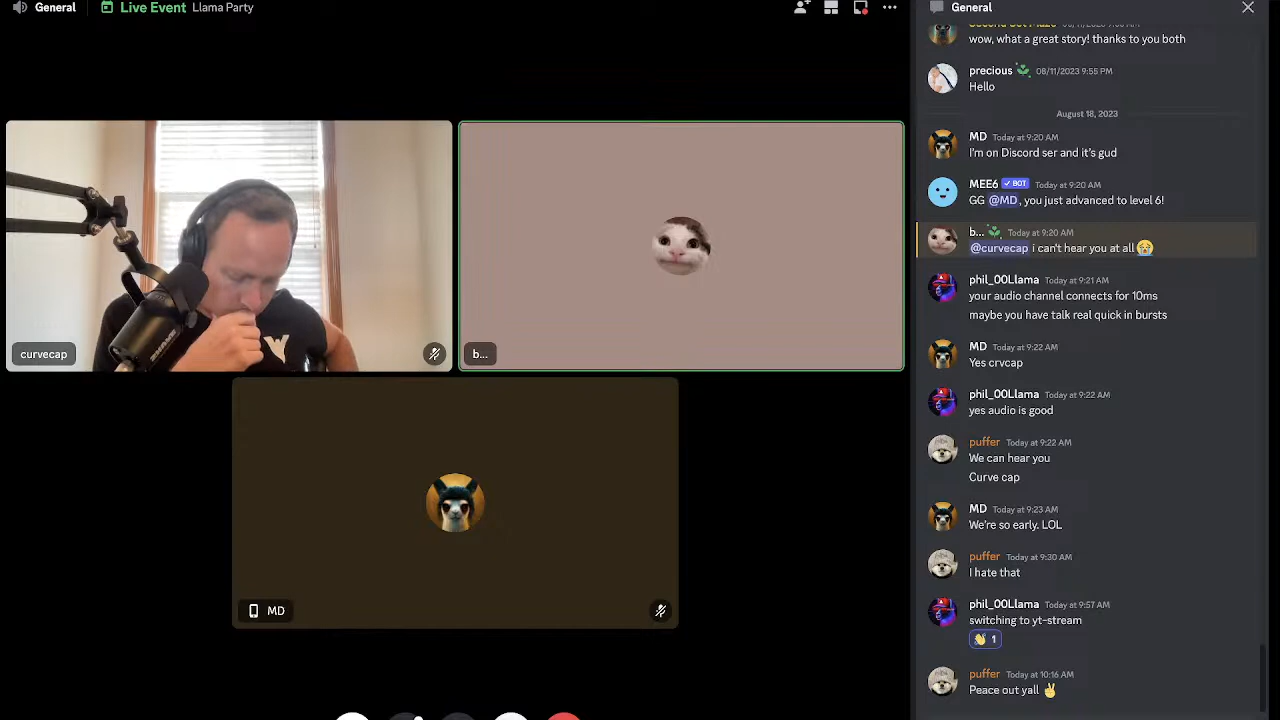 General
Live Event Llama Party
curvecap
b...
MD
General
wow, what a great story! thanks to you both
precious 08/11/2023 9:55 PM
Hello
August 18, 2023
MD Today at 9:20 AM
I'm on Discord ser and it's gud
MEE6 ✓ BOT Today at 9:20 AM
GG @MD, you just advanced to level 6!
b... Today at 9:20 AM
@curvecap i can't hear you at all 😭
phil_00Llama Today at 9:21 AM
your audio channel connects for 10ms
maybe you have talk real quick in bursts
MD Today at 9:22 AM
Yes crvcap
phil_00Llama Today at 9:22 AM
yes audio is good
puffer Today at 9:22 AM
We can hear you
Curve cap
MD Today at 9:23 AM
We're so early. LOL
puffer Today at 9:30 AM
I hate that
phil_00Llama Today at 9:57 AM
switching to yt-stream
👋 1
puffer Today at 10:16 AM
Peace out yall ✌